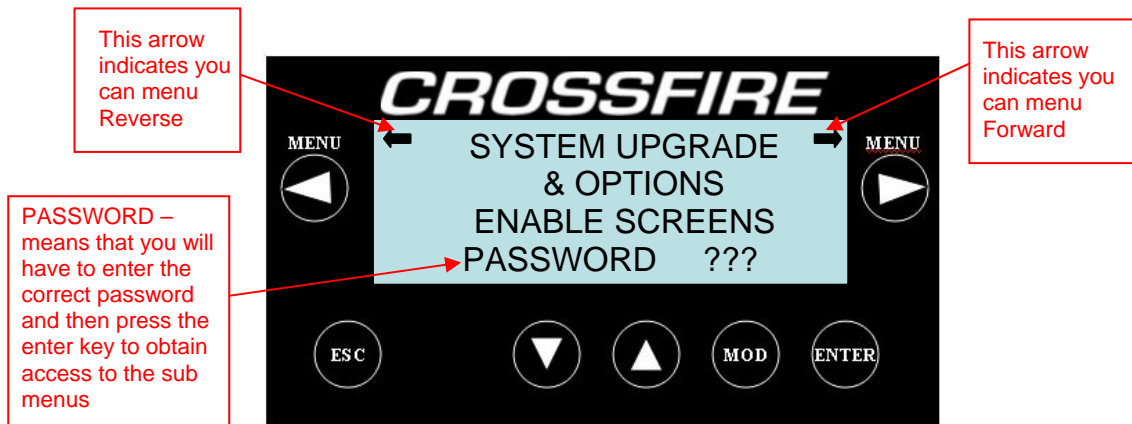 This arrow
indicates you
can menu
Reverse
This arrow
indicates you
can menu
Forward
CROSSFIRE
MENU
MENU
SYSTEM UPGRADE
& OPTIONS
ENABLE SCREENS
PASSWORD ???
PASSWORD –
means that you will
have to enter the
correct password
and then press the
enter key to obtain
access to the sub
menus
ESC
MOD
ENTER